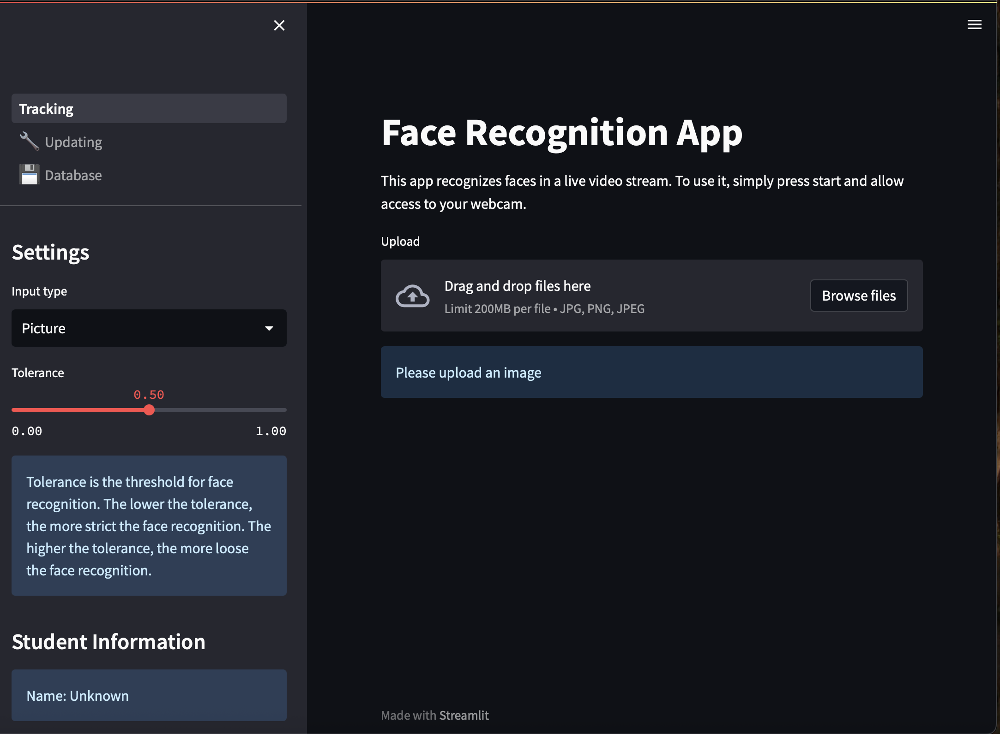 Tracking
Updating
Database
Settings
Input type
Picture
Tolerance
0.50
0.00 1.00
Tolerance is the threshold for face
recognition. The lower the tolerance,
the more strict the face recognition. The
higher the tolerance, the more loose
the face recognition.
Student Information
Name: Unknown
Face Recognition App
This app recognizes faces in a live video stream. To use it, simply press start and allow
access to your webcam.
Upload
Drag and drop files here
Limit 200MB per file • JPG, PNG, JPEG
Browse files
Please upload an image
Made with Streamlit